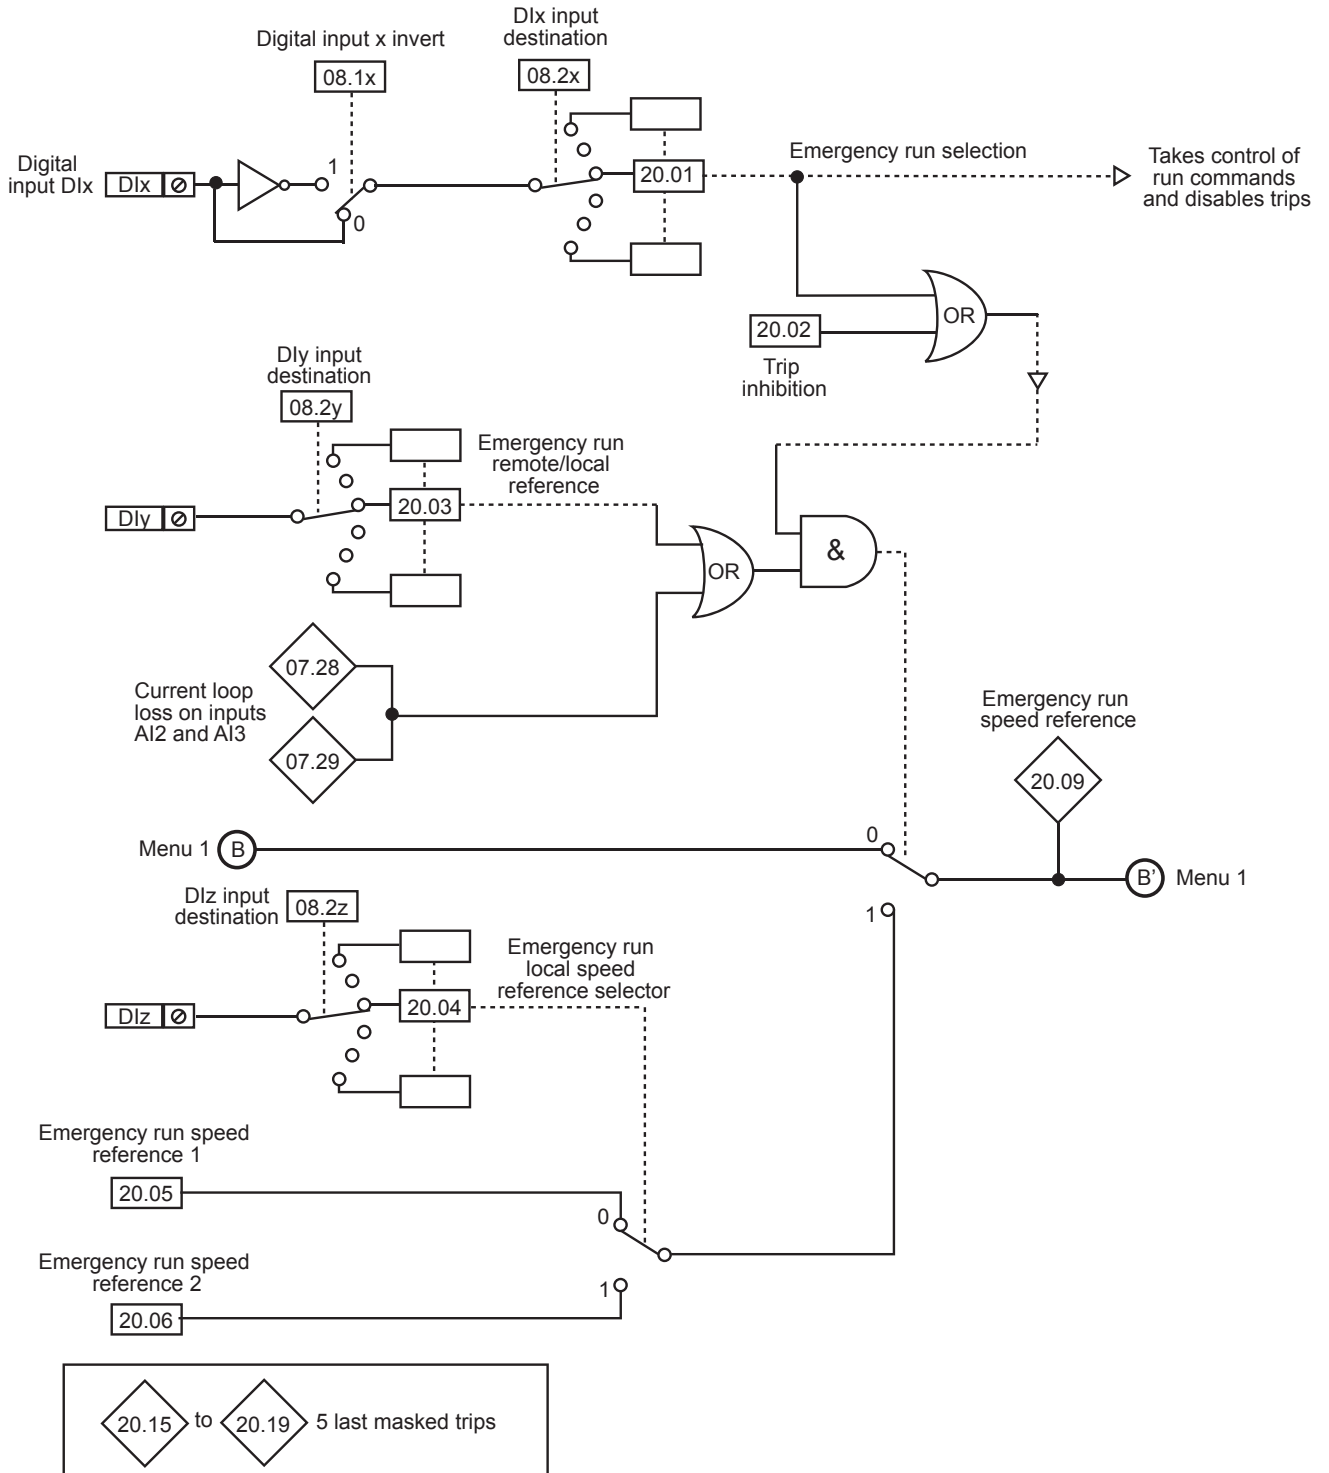 DIx input
destination
Digital input x invert
08.1x
08.2x
Digital
input DIx
DIx
1
0
20.01
Emergency run selection
Takes control of
run commands
and disables trips
OR
20.02
Trip
inhibition
DIy input
destination
08.2y
Emergency run
remote/local
reference
DIy
20.03
&
OR
07.28
Current loop
loss on inputs
AI2 and AI3
07.29
Emergency run
speed reference
20.09
0
Menu 1
B
B'
Menu 1
1
DIz input
destination
08.2z
Emergency run
local speed
reference selector
DIz
20.04
Emergency run speed
reference 1
20.05
0
Emergency run speed
reference 2
1
20.06
20.15 to 20.19 5 last masked trips